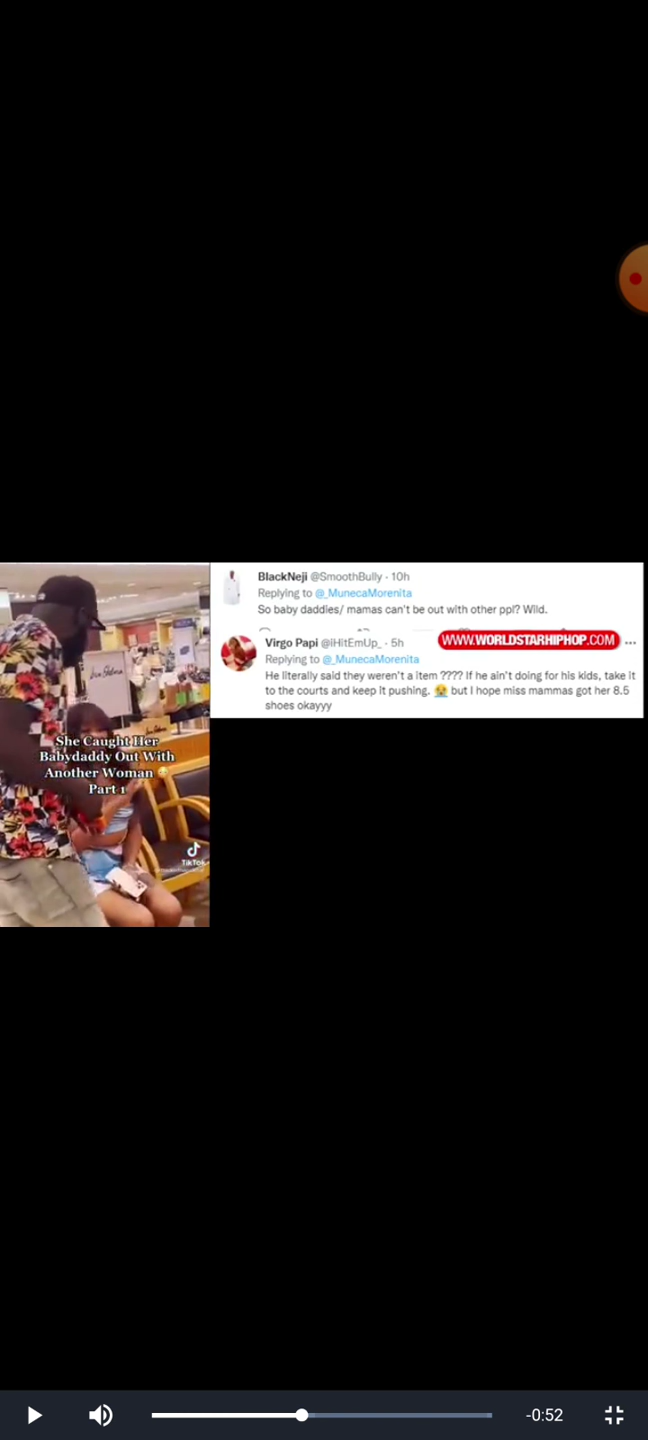 BlackNeji @SmoothBully · 10h
Replying to @_MunecaMorenita
So baby daddies/ mamas can't be out with other ppl? Wild.
Virgo Papi @iHitEmUp_ · 5h
WWW.WORLDSTARHIPHOP.COM
Replying to @_MunecaMorenita
He literally said they weren't a item ???? If he ain't doing for his kids, take it
to the courts and keep it pushing. 😭 but I hope miss mammas got her 8.5
shoes okayyy
Sam Edelman
She Caught Her
Babydaddy Out With
Another Woman 😳
Part 1
TikTok
-0:52